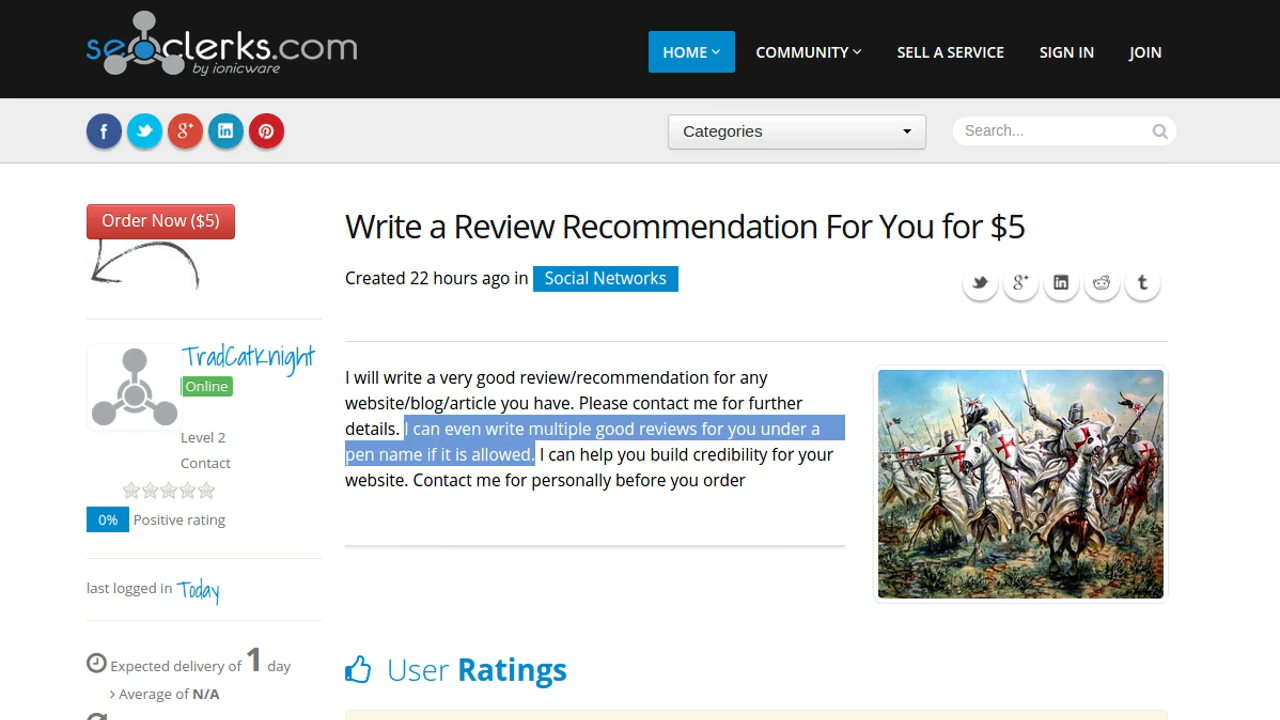 seoclerks.com
by ionicware
HOME
COMMUNITY
SELL A SERVICE
SIGN IN
JOIN
Categories
Search...
Order Now ($5)
Write a Review Recommendation For You for $5
Created 22 hours ago in Social Networks
TradCatKnight
Online
Level 2
Contact
0% Positive rating
last logged in Today
Expected delivery of 1 day
› Average of N/A
I will write a very good review/recommendation for any
website/blog/article you have. Please contact me for further
details. I can even write multiple good reviews for you under a
pen name if it is allowed. I can help you build credibility for your
website. Contact me for personally before you order
User Ratings